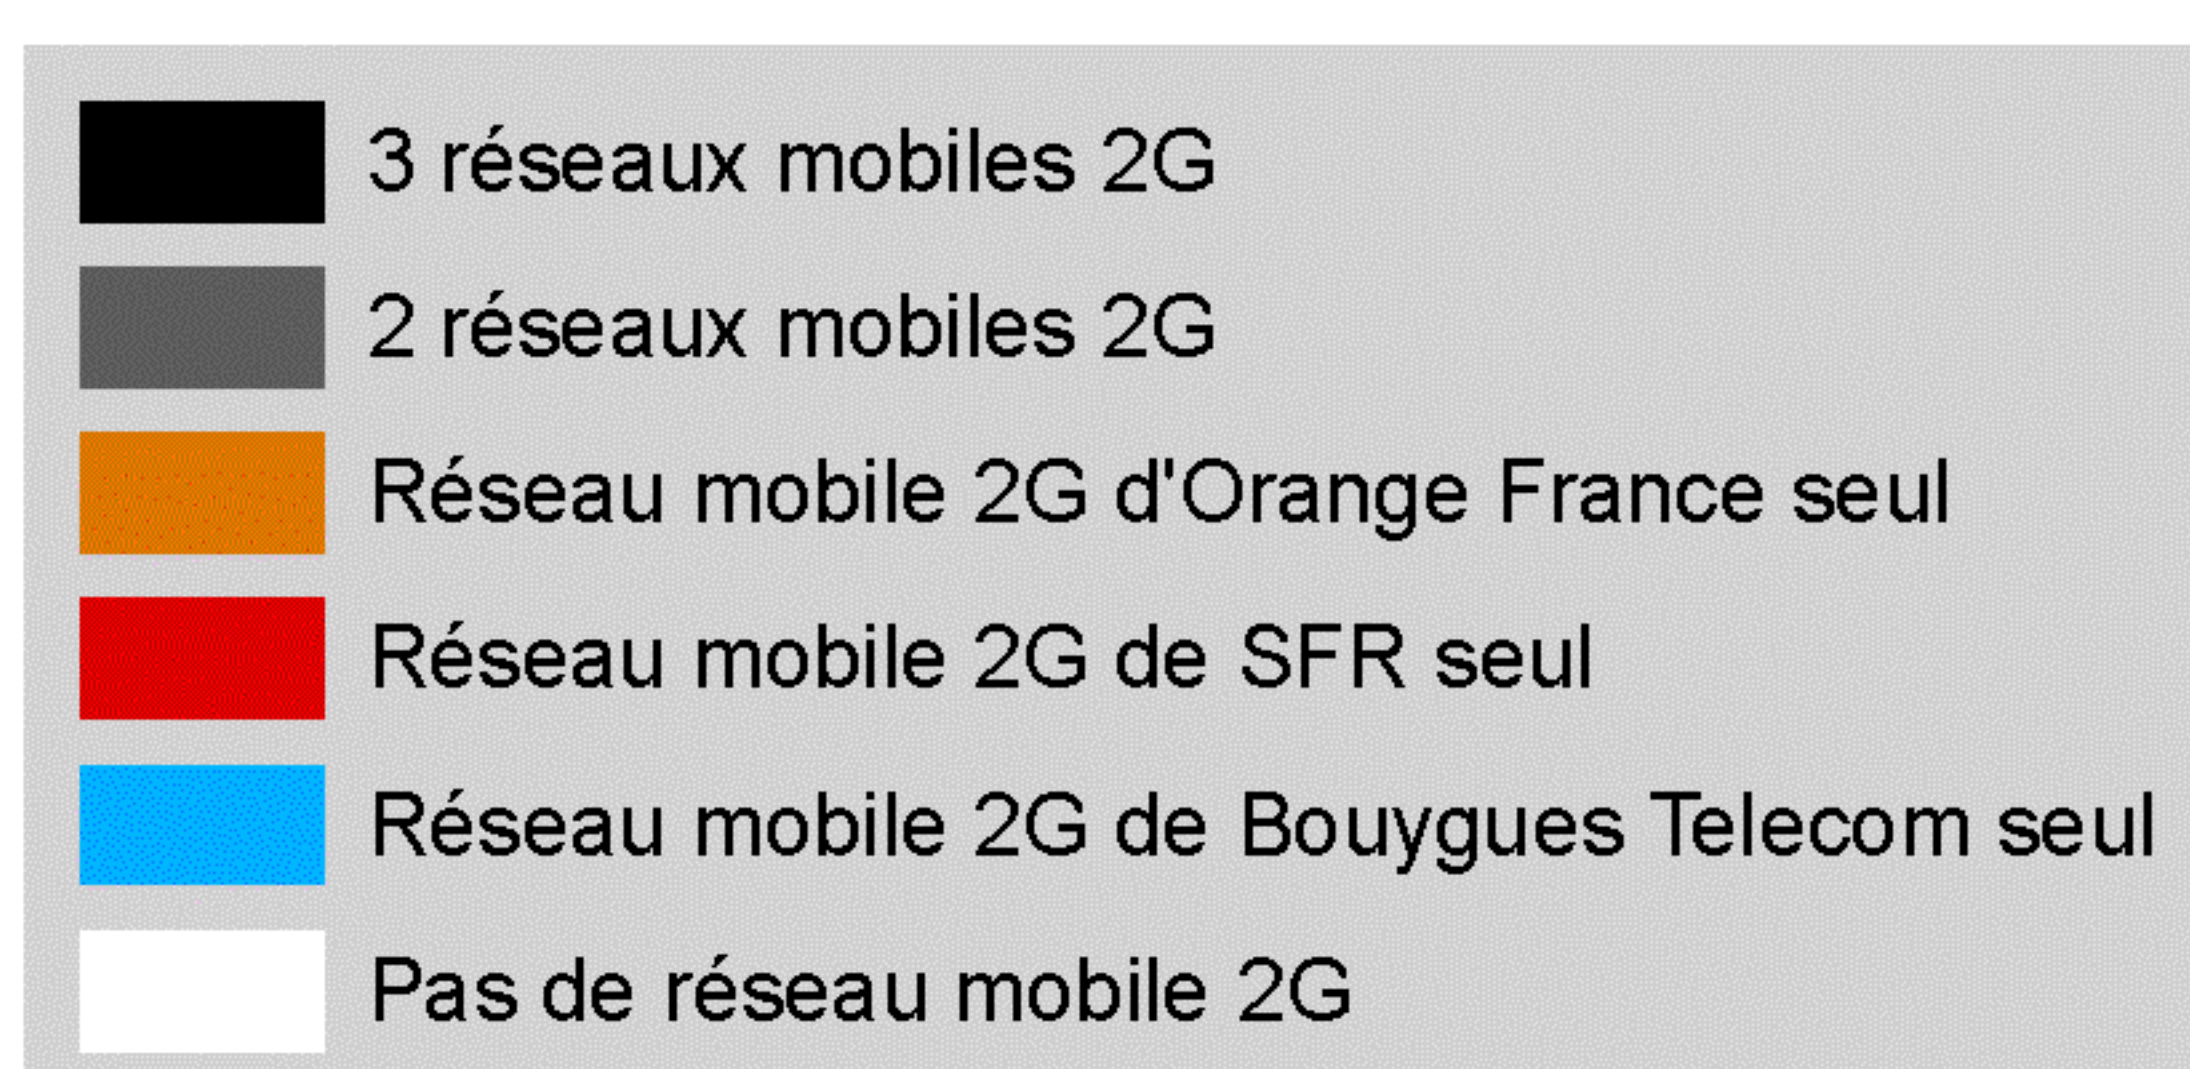 3 réseaux mobiles 2G
2 réseaux mobiles 2G
Réseau mobile 2G d'Orange France seul
Réseau mobile 2G de SFR seul
Réseau mobile 2G de Bouygues Telecom seul
Pas de réseau mobile 2G